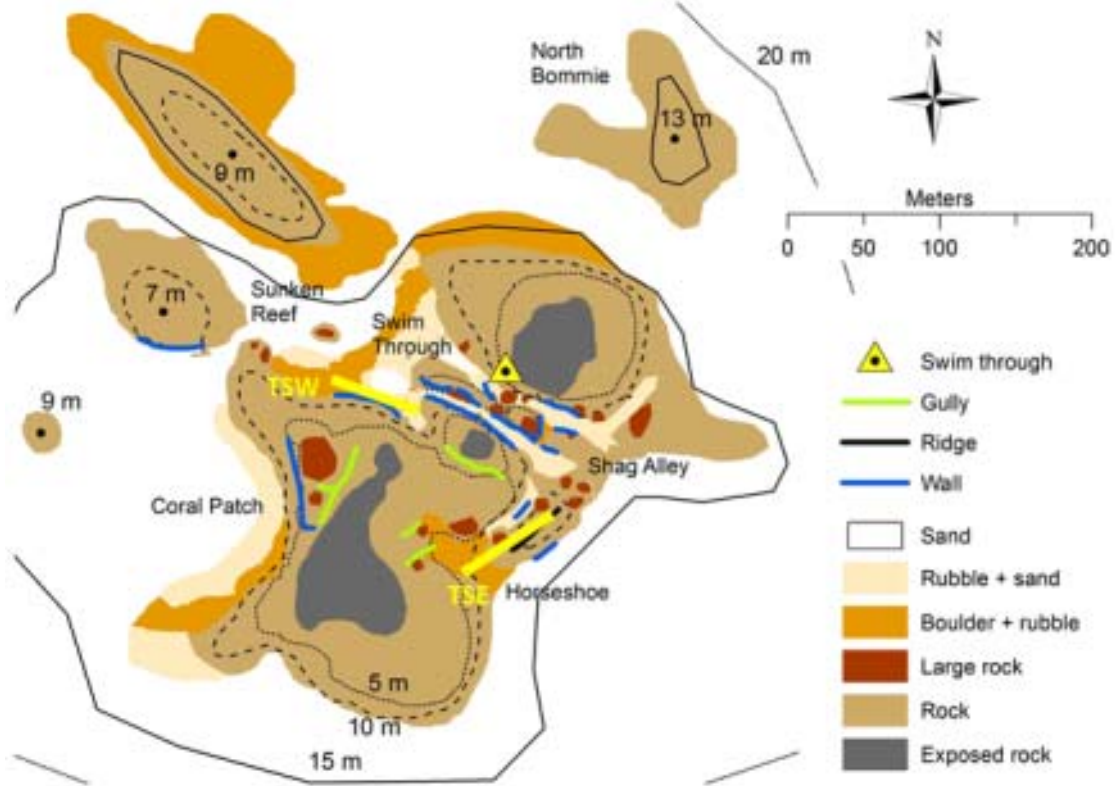 North
Bommie
20 m
N
13 m
9 m
Meters
0 50 100 200
7 m
Sunken
Reef
Swim
Through
TSW
9 m
Shag Alley
Coral Patch
TSE
Horseshoe
5 m
10 m
15 m
Swim through
Gully
Ridge
Wall
Sand
Rubble + sand
Boulder + rubble
Large rock
Rock
Exposed rock